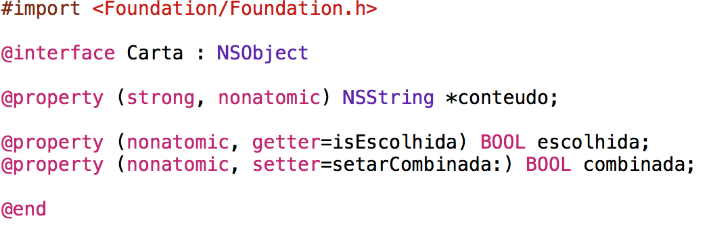 #import <Foundation/Foundation.h>
@interface Carta : NSObject
@property (strong, nonatomic) NSString *conteudo;
@property (nonatomic, getter=isEscolhida) BOOL escolhida;
@property (nonatomic, setter=setarCombinada:) BOOL combinada;
@end